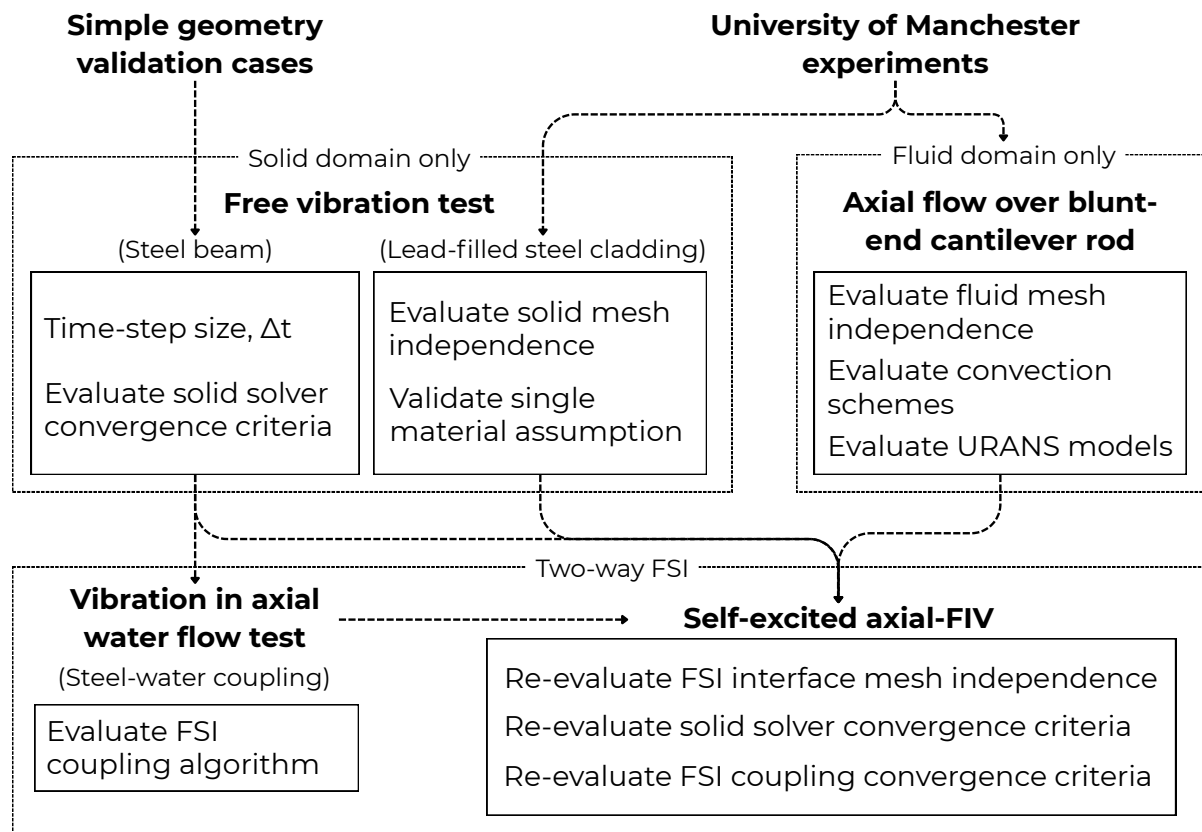 Simple geometry
validation cases
University of Manchester
experiments
Solid domain only
Fluid domain only
Free vibration test
(Steel beam)
(Lead-filled steel cladding)
Axial flow over blunt-
end cantilever rod
Time-step size, Δt
Evaluate solid solver
convergence criteria
Evaluate solid mesh
independence
Validate single
material assumption
Evaluate fluid mesh
independence
Evaluate convection
schemes
Evaluate URANS models
Two-way FSI
Vibration in axial
water flow test
(Steel-water coupling)
Evaluate FSI
coupling algorithm
Self-excited axial-FIV
Re-evaluate FSI interface mesh independence
Re-evaluate solid solver convergence criteria
Re-evaluate FSI coupling convergence criteria